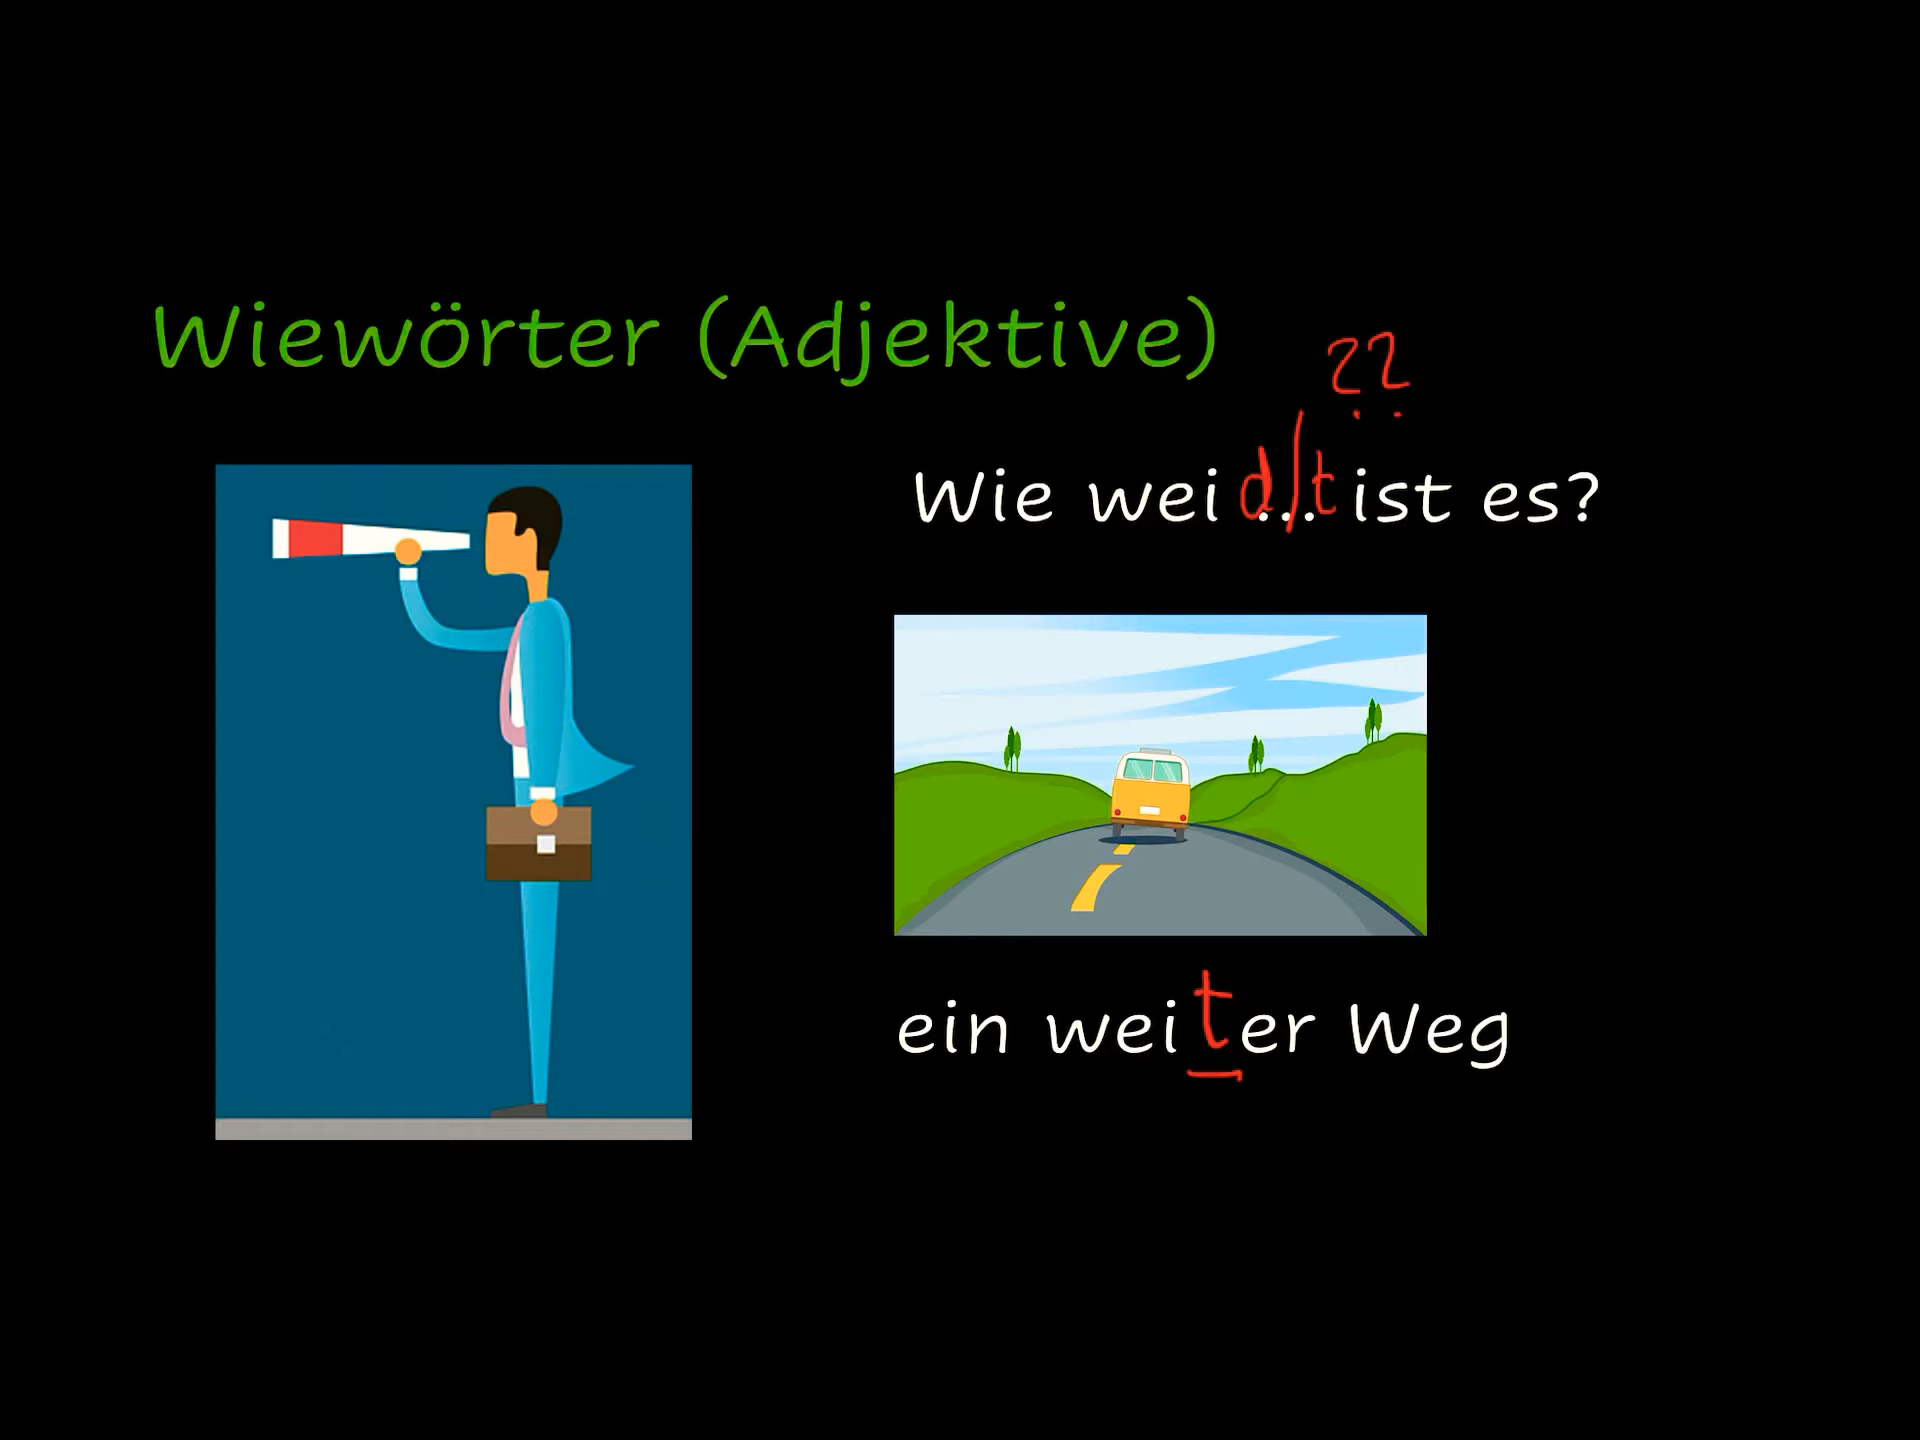 Wiewörter (Adjektive)
??
Wie wei d/t ... ist es?
ein weiter Weg